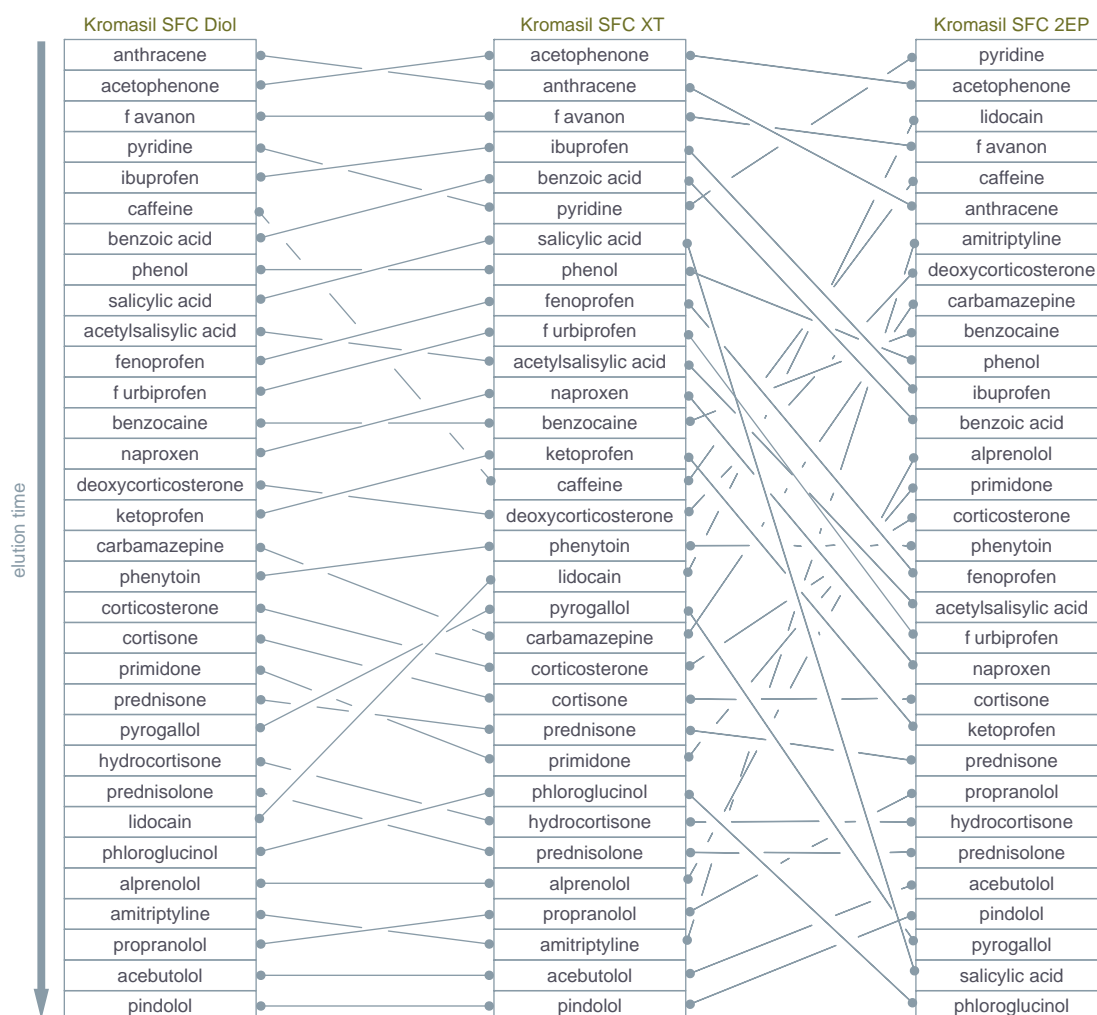 Kromasil SFC Diol
Kromasil SFC XT
Kromasil SFC 2EP
anthracene
acetophenone
pyridine
acetophenone
anthracene
acetophenone
f avanon
f avanon
lidocain
pyridine
ibuprofen
f avanon
ibuprofen
benzoic acid
caffeine
caffeine
pyridine
anthracene
benzoic acid
salicylic acid
amitriptyline
phenol
phenol
deoxycorticosterone
salicylic acid
fenoprofen
carbamazepine
acetylsalisylic acid
f urbiprofen
benzocaine
fenoprofen
acetylsalisylic acid
phenol
f urbiprofen
naproxen
ibuprofen
benzocaine
benzocaine
benzoic acid
naproxen
ketoprofen
alprenolol
deoxycorticosterone
caffeine
primidone
ketoprofen
deoxycorticosterone
corticosterone
carbamazepine
phenytoin
phenytoin
phenytoin
lidocain
fenoprofen
corticosterone
pyrogallol
acetylsalisylic acid
cortisone
carbamazepine
f urbiprofen
primidone
corticosterone
naproxen
prednisone
cortisone
cortisone
pyrogallol
prednisone
ketoprofen
hydrocortisone
primidone
prednisone
prednisolone
phloroglucinol
propranolol
lidocain
hydrocortisone
hydrocortisone
phloroglucinol
prednisolone
prednisolone
alprenolol
alprenolol
acebutolol
amitriptyline
propranolol
pindolol
propranolol
amitriptyline
pyrogallol
acebutolol
acebutolol
salicylic acid
pindolol
pindolol
phloroglucinol
elution time